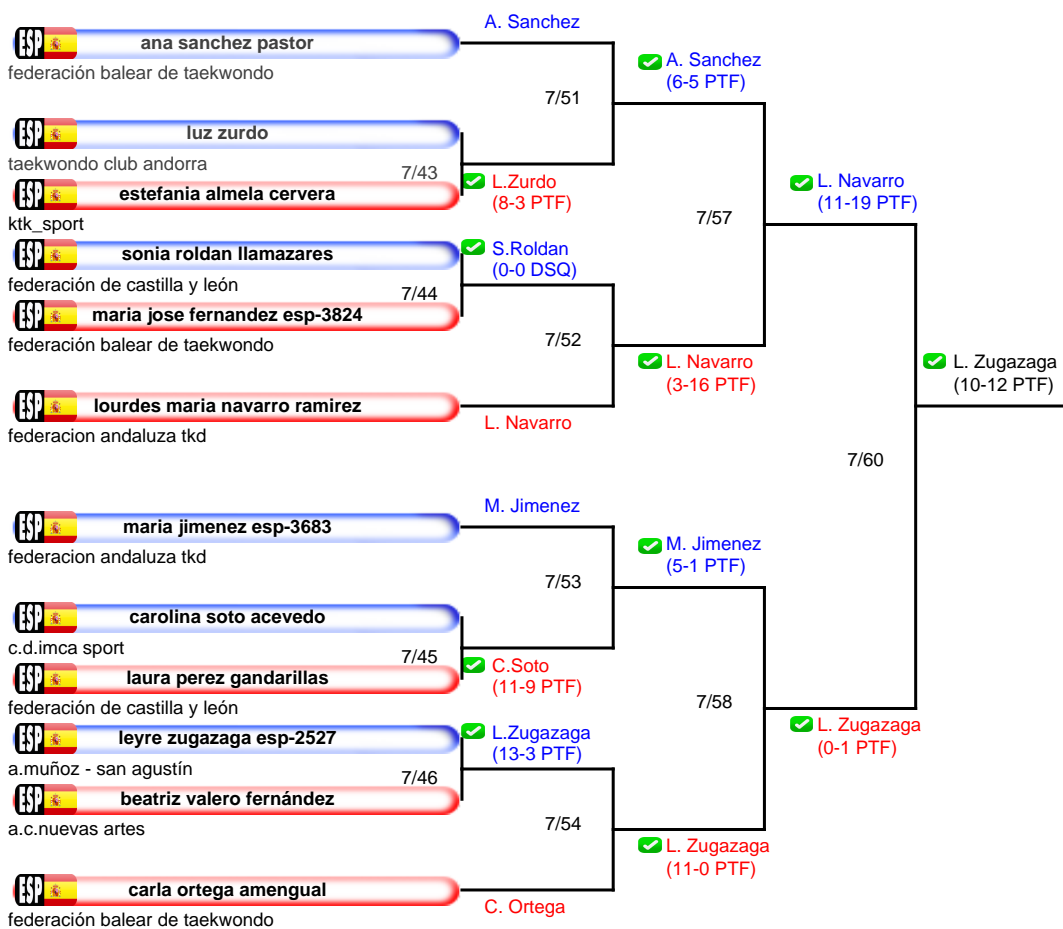 A. Sanchez
ESP ana sanchez pastor
federación balear de taekwondo
A. Sanchez
(6-5 PTF)
7/51
ESP luz zurdo
taekwondo club andorra
7/43
ESP estefania almela cervera
ktk_sport
L.Zurdo
(8-3 PTF)
L. Navarro
(11-19 PTF)
7/57
ESP sonia roldan llamazares
federación de castilla y león
S.Roldan
(0-0 DSQ)
7/44
ESP maria jose fernandez esp-3824
federación balear de taekwondo
7/52
L. Navarro
(3-16 PTF)
L. Zugazaga
(10-12 PTF)
ESP lourdes maria navarro ramirez
federacion andaluza tkd
L. Navarro
7/60
M. Jimenez
ESP maria jimenez esp-3683
federacion andaluza tkd
M. Jimenez
(5-1 PTF)
7/53
ESP carolina soto acevedo
c.d.imca sport
7/45
ESP laura perez gandarillas
federación de castilla y león
C.Soto
(11-9 PTF)
7/58
L. Zugazaga
(0-1 PTF)
ESP leyre zugazaga esp-2527
a.muñoz - san agustín
L.Zugazaga
(13-3 PTF)
7/46
ESP beatriz valero fernández
a.c.nuevas artes
7/54
L. Zugazaga
(11-0 PTF)
ESP carla ortega amengual
federación balear de taekwondo
C. Ortega